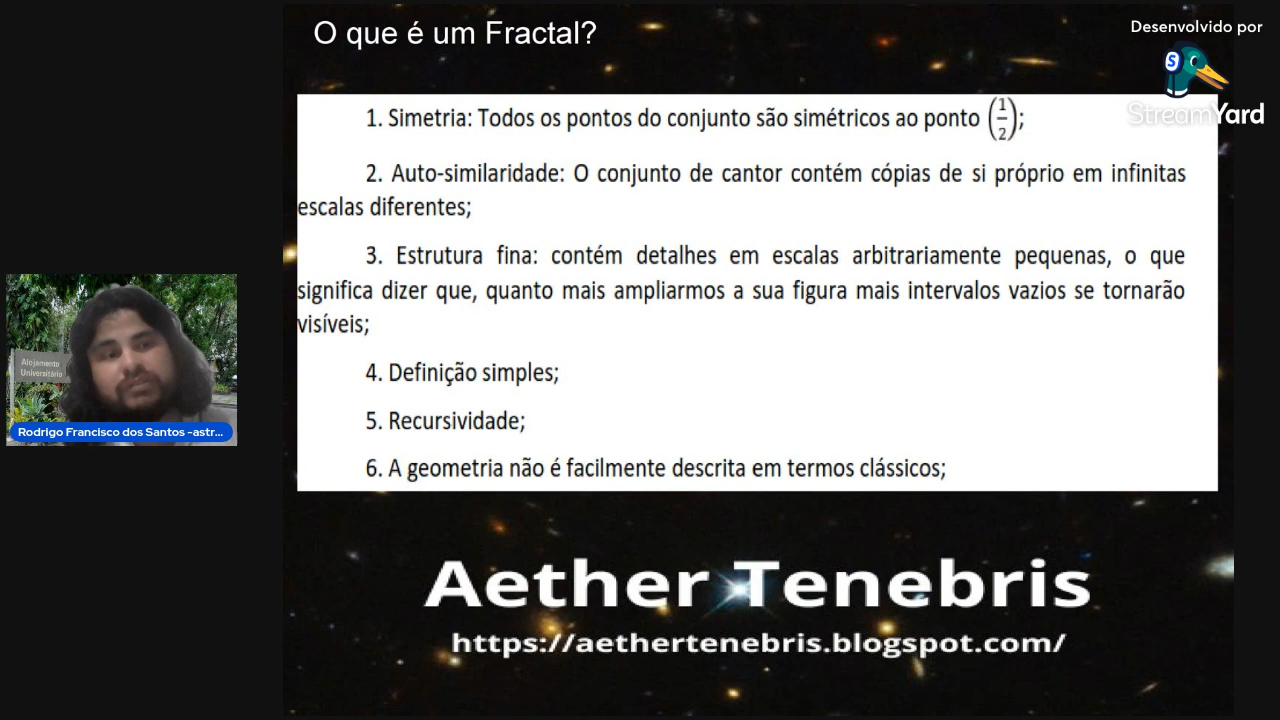 O que é um Fractal?
Desenvolvido por
S
StreamYard
1. Simetria: Todos os pontos do conjunto são simétricos ao ponto (1/2);
2. Auto-similaridade: O conjunto de cantor contém cópias de si próprio em infinitas
escalas diferentes;
3. Estrutura fina: contém detalhes em escalas arbitrariamente pequenas, o que
significa dizer que, quanto mais ampliarmos a sua figura mais intervalos vazios se tornarão
visíveis;
4. Definição simples;
5. Recursividade;
6. A geometria não é facilmente descrita em termos clássicos;
Alojamento
Universitário
Rodrigo Francisco dos Santos -astr...
Aether Tenebris
https://aethertenebris.blogspot.com/